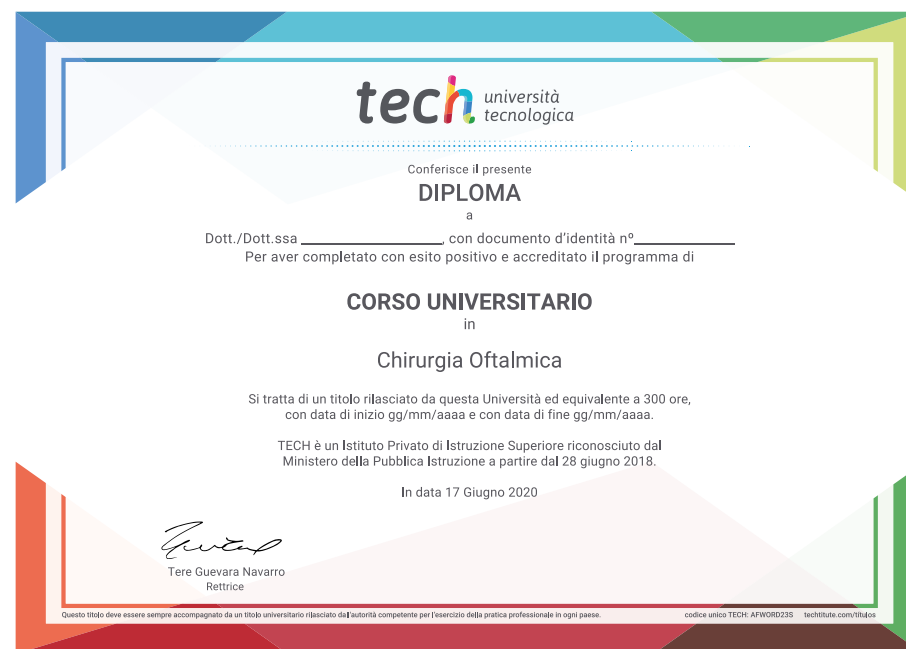 tech università
tecnologica
Conferisce il presente
DIPLOMA
a
Dott./Dott.ssa ____________________, con documento d'identità nº______________
Per aver completato con esito positivo e accreditato il programma di
CORSO UNIVERSITARIO
in
Chirurgia Oftalmica
Si tratta di un titolo rilasciato da questa Università ed equivalente a 300 ore,
con data di inizio gg/mm/aaaa e con data di fine gg/mm/aaaa.
TECH è un Istituto Privato di Istruzione Superiore riconosciuto dal
Ministero della Pubblica Istruzione a partire dal 28 giugno 2018.
In data 17 Giugno 2020
Tere Guevara Navarro
Rettrice
Questo titolo deve essere sempre accompagnato da un titolo universitario rilasciato dall'autorità competente per l'esercizio della pratica professionale in ogni paese. codice unico TECH: AFWORD23S techtitute.com/titulos